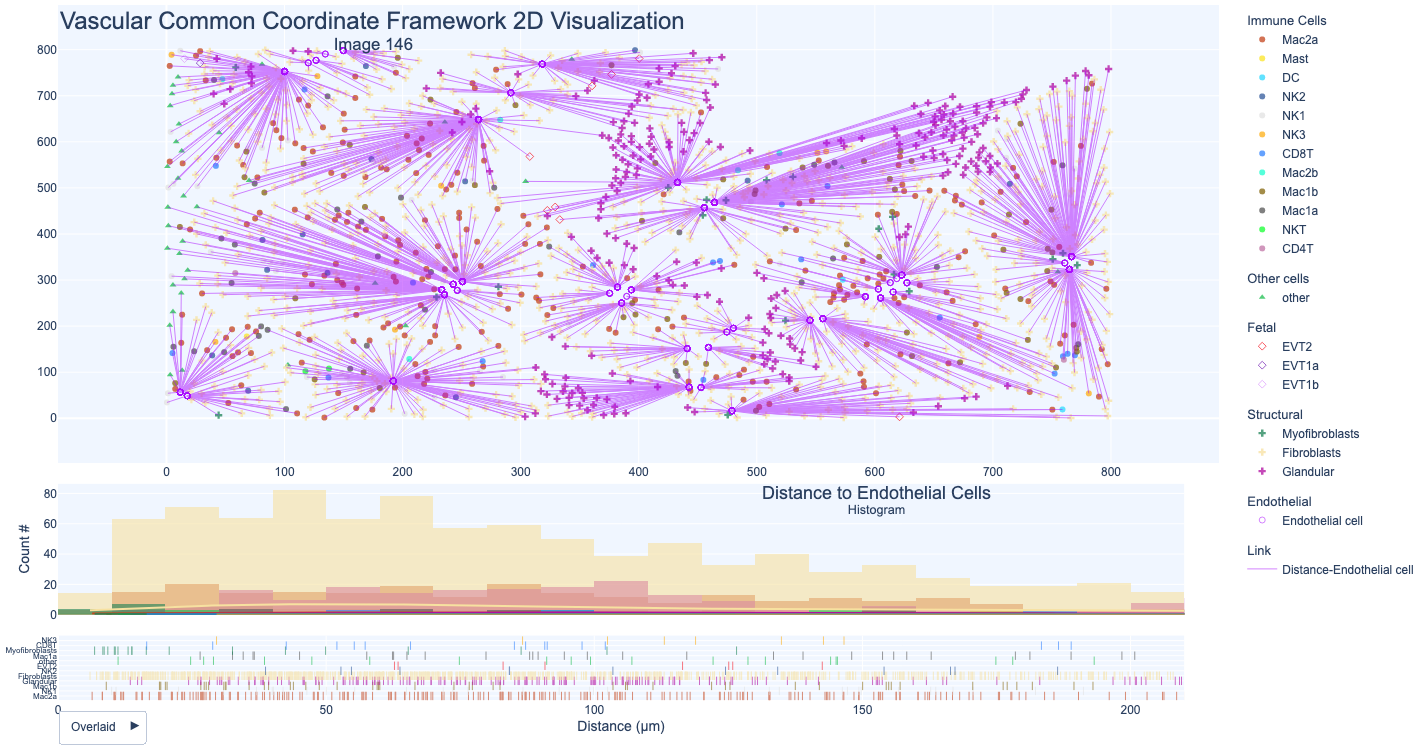 Vascular Common Coordinate Framework 2D Visualization
Image 146
800
700
600
500
400
300
200
100
0
0 100 200 300 400 500 600 700 800
Immune Cells
Mac2a
Mast
DC
NK2
NK1
NK3
CD8T
Mac2b
Mac1b
Mac1a
NKT
CD4T
Other cells
other
Fetal
EVT2
EVT1a
EVT1b
Structural
Myofibroblasts
Fibroblasts
Glandular
Endothelial
Endothelial cell
Link
Distance-Endothelial cell
Distance to Endothelial Cells
Histogram
Count #
80
60
40
20
0
NK3
CD8T
Myofibroblasts
Mac1a
other
EVT2
NK2
Fibroblasts
Glandular
Mac1b
NK1
Mac2a
0 50 100 150 200
Distance (μm)
Overlaid ►